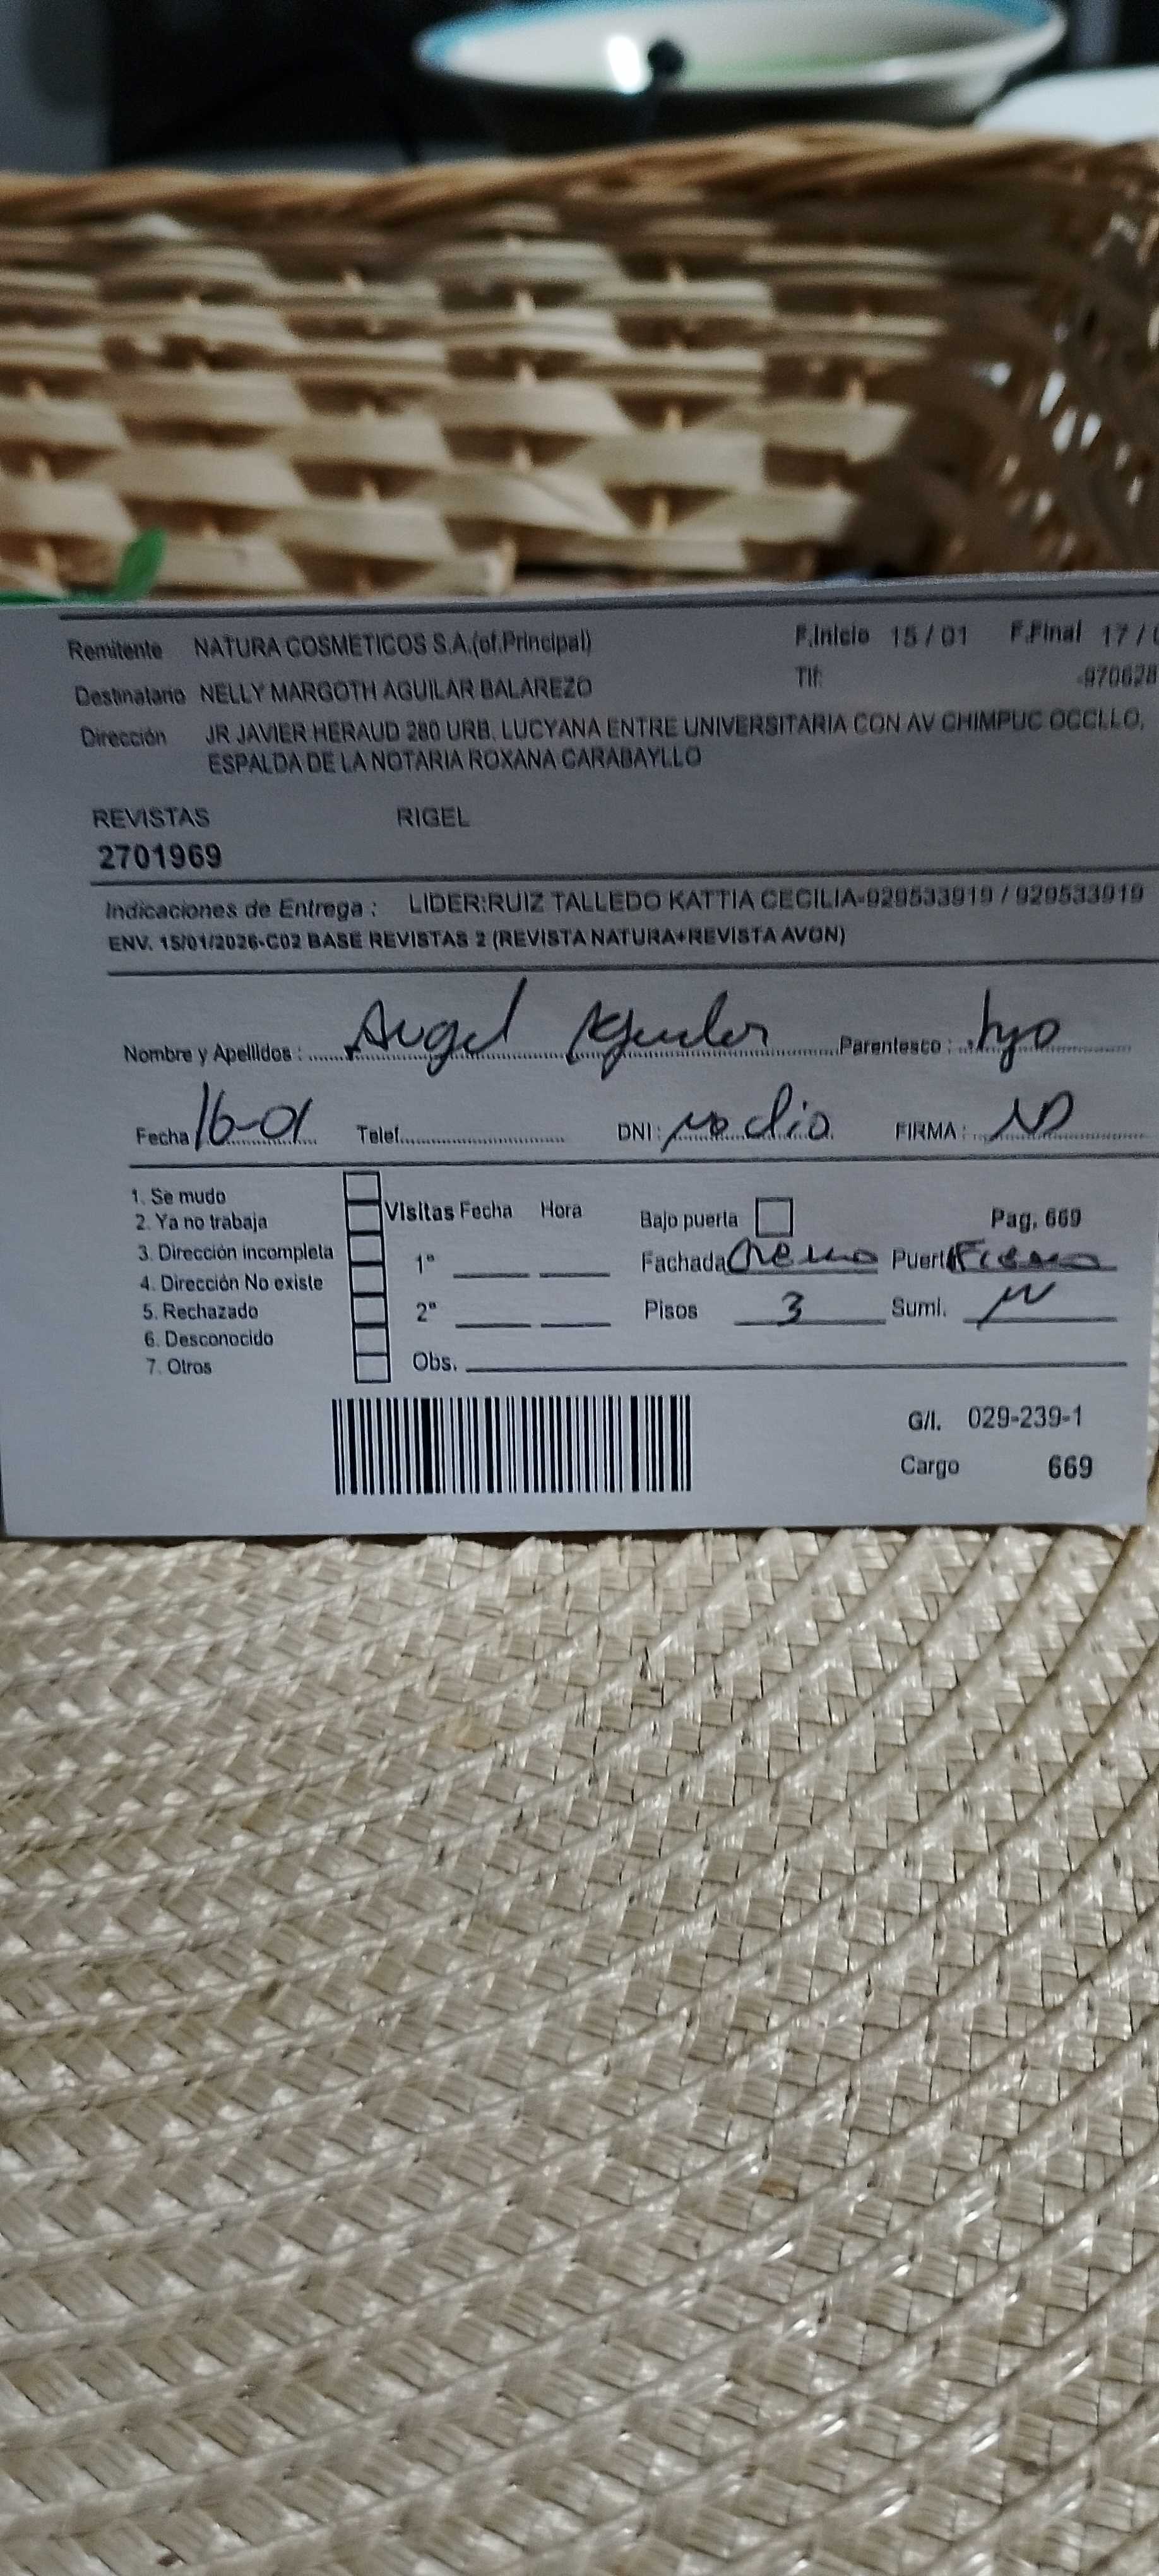 Remitente NATURA COSMETICOS S.A.(of.Principal) F.Inicio 15 / 01 F.Final 17 /
Destinatario NELLY MARGOTH AGUILAR BALAREZO Tlf: -970628
Dirección JR JAVIER HERAUD 280 URB. LUCYANA ENTRE UNIVERSITARIA CON AV CHIMPUC OCCLLO,
ESPALDA DE LA NOTARIA ROXANA CARABAYLLO
REVISTAS RIGEL
2701969
Indicaciones de Entrega : LIDER:RUIZ TALLEDO KATTIA CECILIA-929533919 / 929533919
ENV. 15/01/2026-C02 BASE REVISTAS 2 (REVISTA NATURA+REVISTA AVON)
Nombre y Apellidos : Angel Aguilar Parentesco : hijo
Fecha 16-01 Telef. DNI : no dio FIRMA :
1. Se mudo
2. Ya no trabaja Visitas Fecha Hora Bajo puerta Pag. 669
3. Dirección incompleta 1ª Fachada Puert
4. Dirección No existe
5. Rechazado 2ª Pisos 3 Sumi.
6. Desconocido
7. Otros Obs.
G/l. 029-239-1
Cargo 669